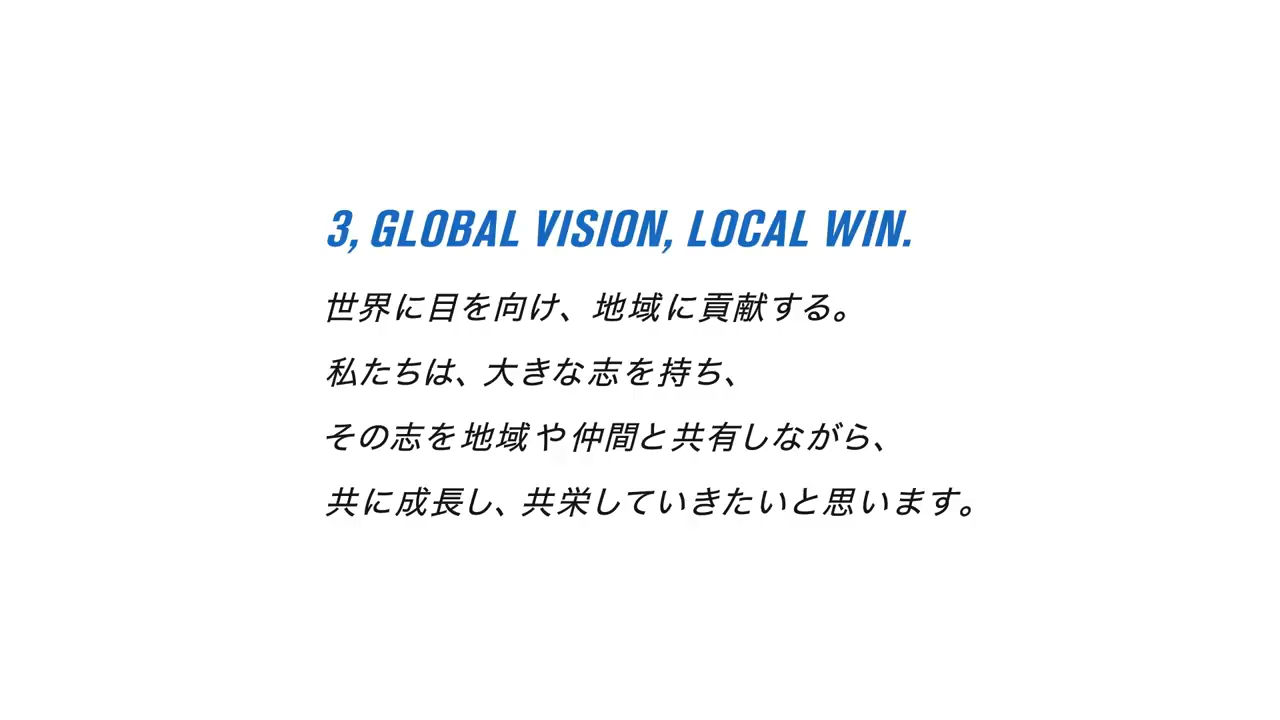 3, GLOBAL VISION, LOCAL WIN.
世界に目を向け、地域に貢献する。
私たちは、大きな志を持ち、
その志を地域や仲間と共有しながら、
共に成長し、共栄していきたいと思います。